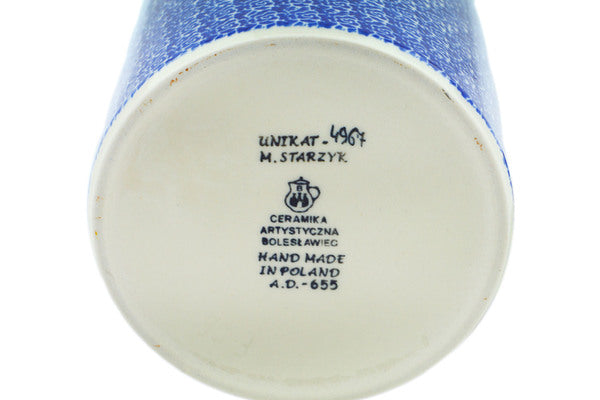 UNIKAT-4967
M. STARZYK
B
CERAMIKA
ARTYSTYCZNA
BOLESŁAWIEC
HAND MADE
IN POLAND
A.D.-655